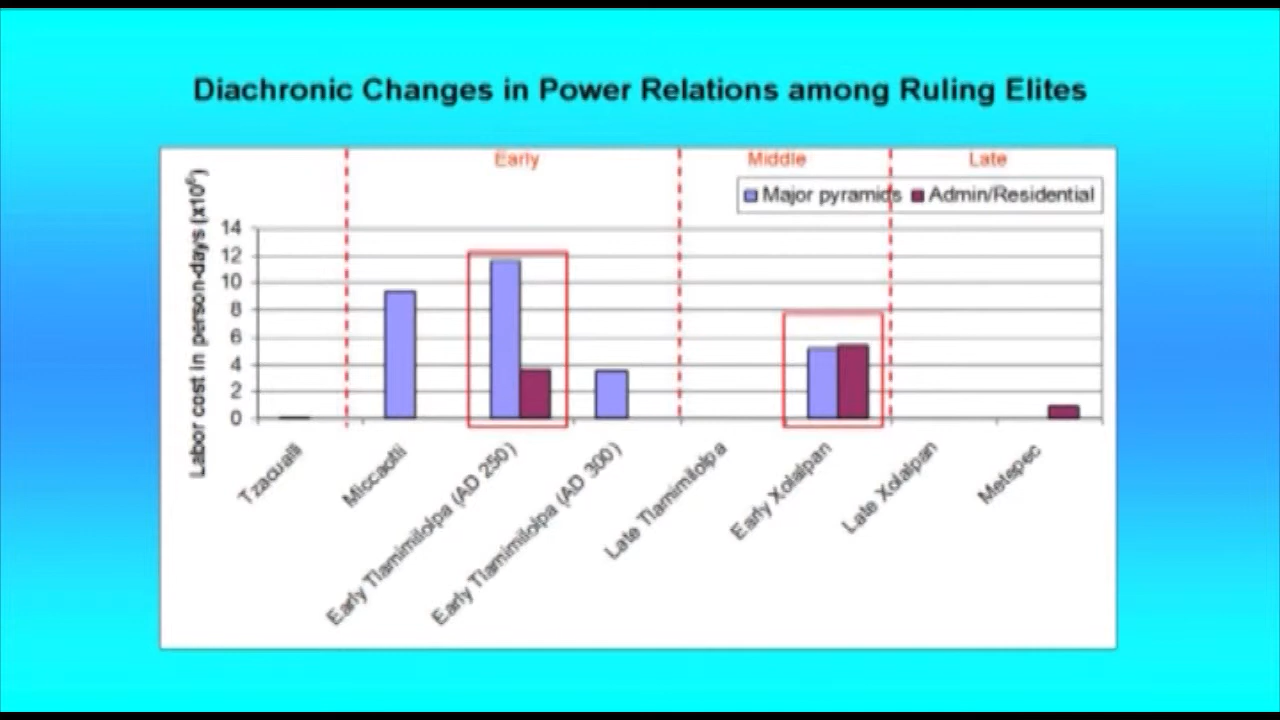 Diachronic Changes in Power Relations among Ruling Elites
Early
Middle
Late
Major pyramids
Admin/Residential
Labor cost in person-days (x10⁶)
14
12
10
8
6
4
2
0
Tzacualli
Miccaotli
Early Tlamimilolpa (AD 250)
Early Tlamimilolpa (AD 300)
Late Tlamimilolpa
Early Xolalpan
Late Xolalpan
Metepec